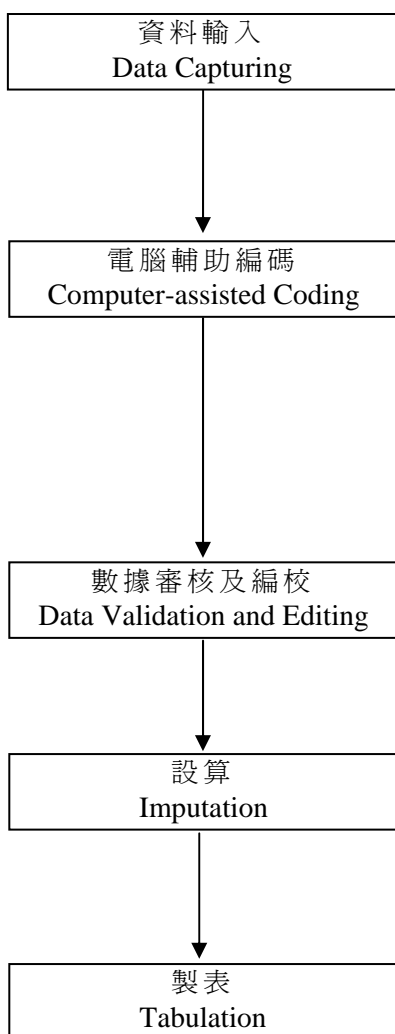 資料輸入
Data Capturing
電腦輔助編碼
Computer-assisted Coding
數據審核及編校
Data Validation and Editing
設算
Imputation
製表
Tabulation